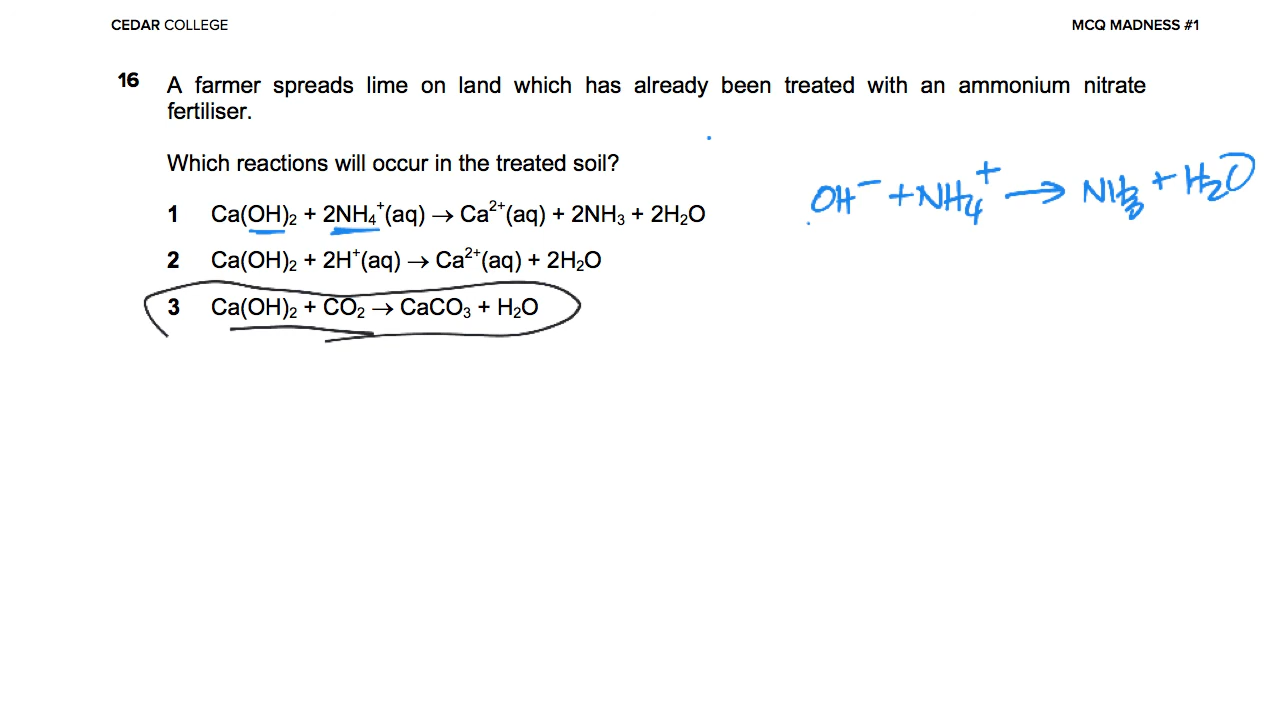 CEDAR COLLEGE
MCQ MADNESS #1
16 A farmer spreads lime on land which has already been treated with an ammonium nitrate
fertiliser.
Which reactions will occur in the treated soil?
1 Ca(OH)₂ + 2NH₄⁺(aq) → Ca²⁺(aq) + 2NH₃ + 2H₂O
2 Ca(OH)₂ + 2H⁺(aq) → Ca²⁺(aq) + 2H₂O
3 Ca(OH)₂ + CO₂ → CaCO₃ + H₂O
OH⁻ + NH₄⁺ → NH₃ + H₂O